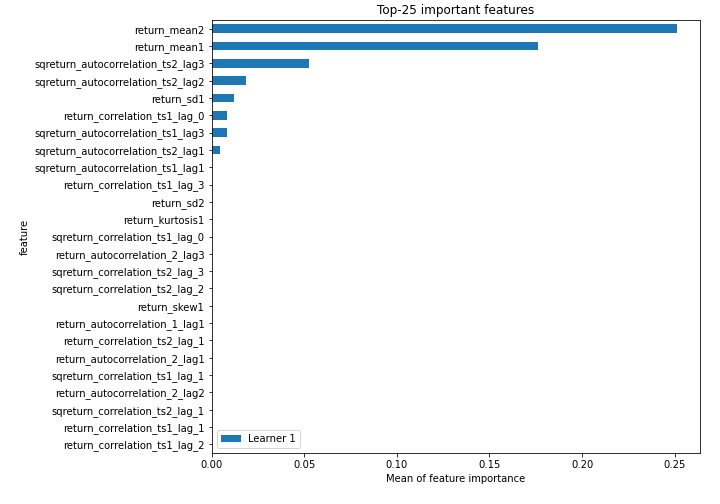 Top-25 important features
return_mean2
return_mean1
sqreturn_autocorrelation_ts2_lag3
sqreturn_autocorrelation_ts2_lag2
return_sd1
return_correlation_ts1_lag_0
sqreturn_autocorrelation_ts1_lag3
sqreturn_autocorrelation_ts2_lag1
sqreturn_autocorrelation_ts1_lag1
return_correlation_ts1_lag_3
return_sd2
return_kurtosis1
sqreturn_correlation_ts1_lag_0
return_autocorrelation_2_lag3
sqreturn_correlation_ts2_lag_3
sqreturn_correlation_ts2_lag_2
return_skew1
return_autocorrelation_1_lag1
return_correlation_ts2_lag_1
return_autocorrelation_2_lag1
sqreturn_correlation_ts1_lag_1
return_autocorrelation_2_lag2
sqreturn_correlation_ts2_lag_1
return_correlation_ts1_lag_1
return_correlation_ts1_lag_2
feature
Learner 1
0.00 0.05 0.10 0.15 0.20 0.25
Mean of feature importance